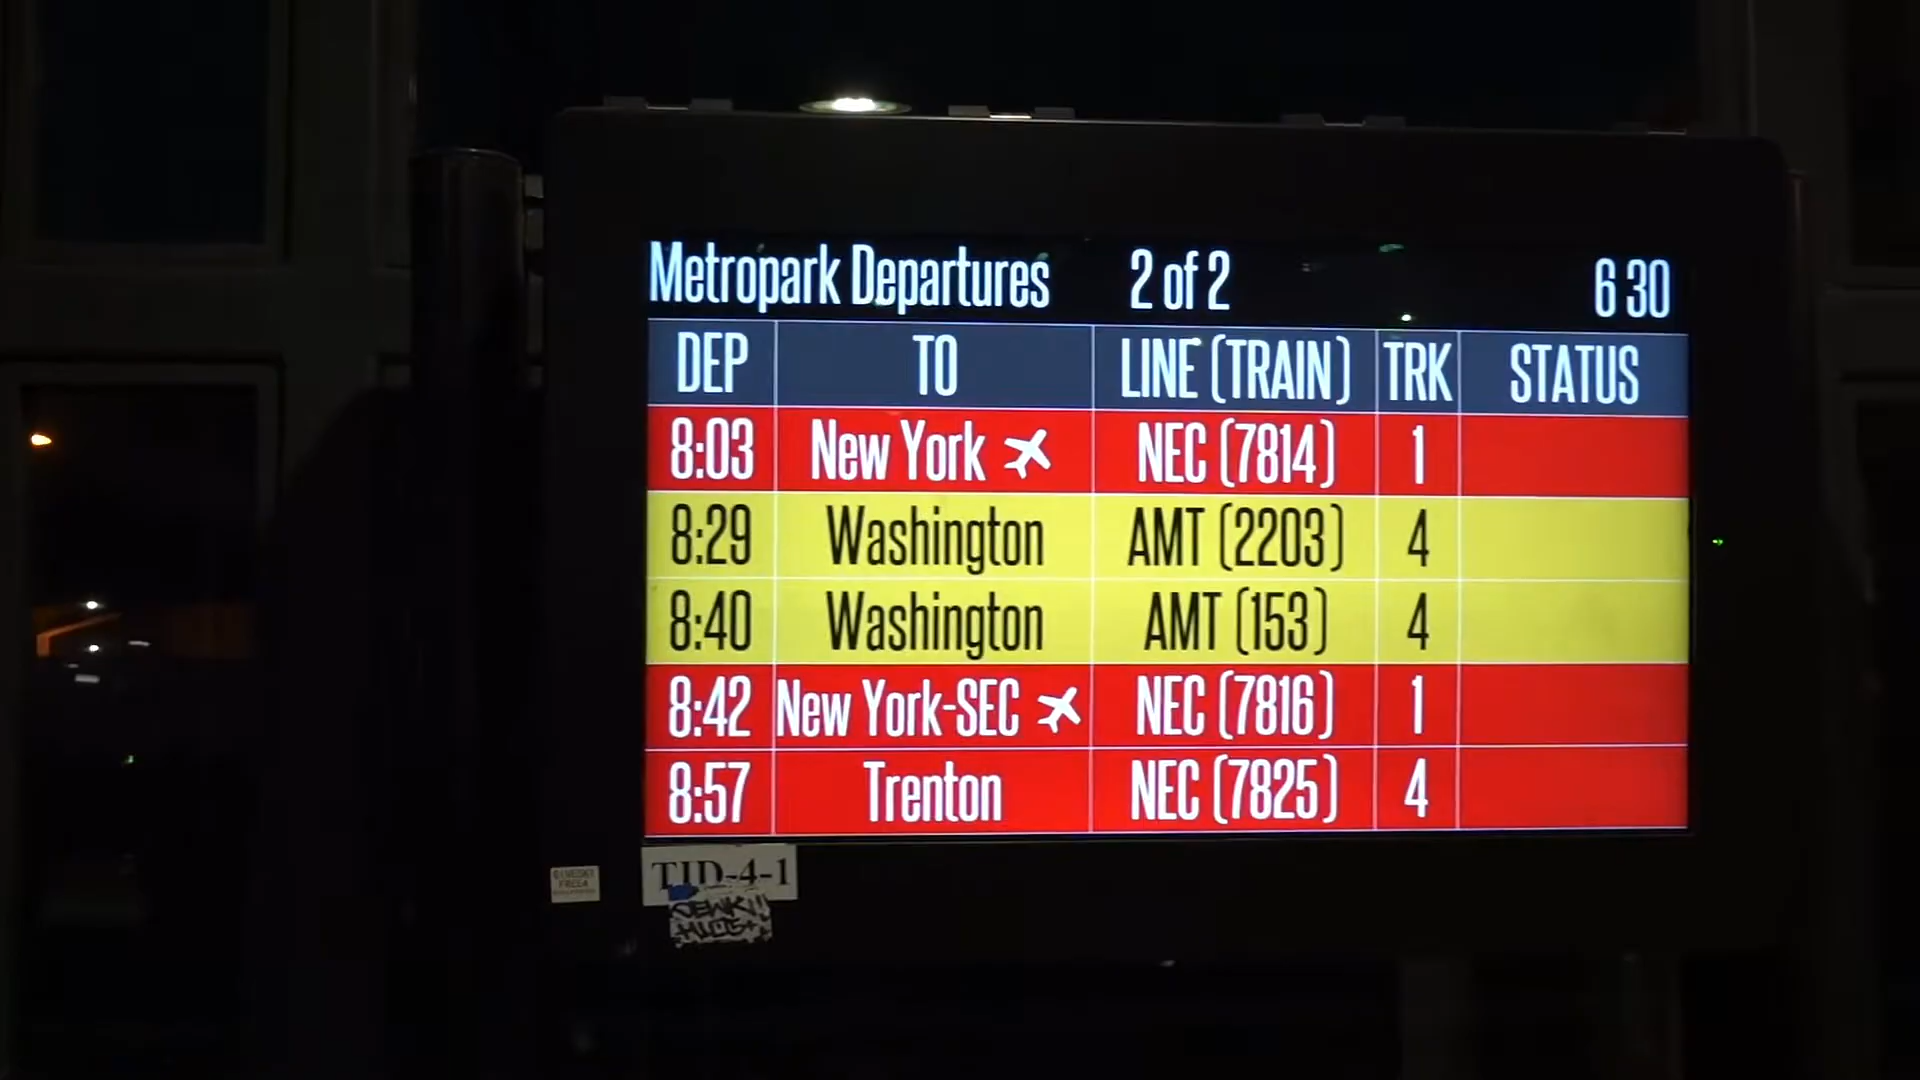 Metropark Departures 2 of 2 6 30
DEP TO LINE (TRAIN) TRK STATUS
8:03 New York NEC (7814) 1
8:29 Washington AMT (2203) 4
8:40 Washington AMT (153) 4
8:42 New York-SEC NEC (7816) 1
8:57 Trenton NEC (7825) 4
TID-4-1